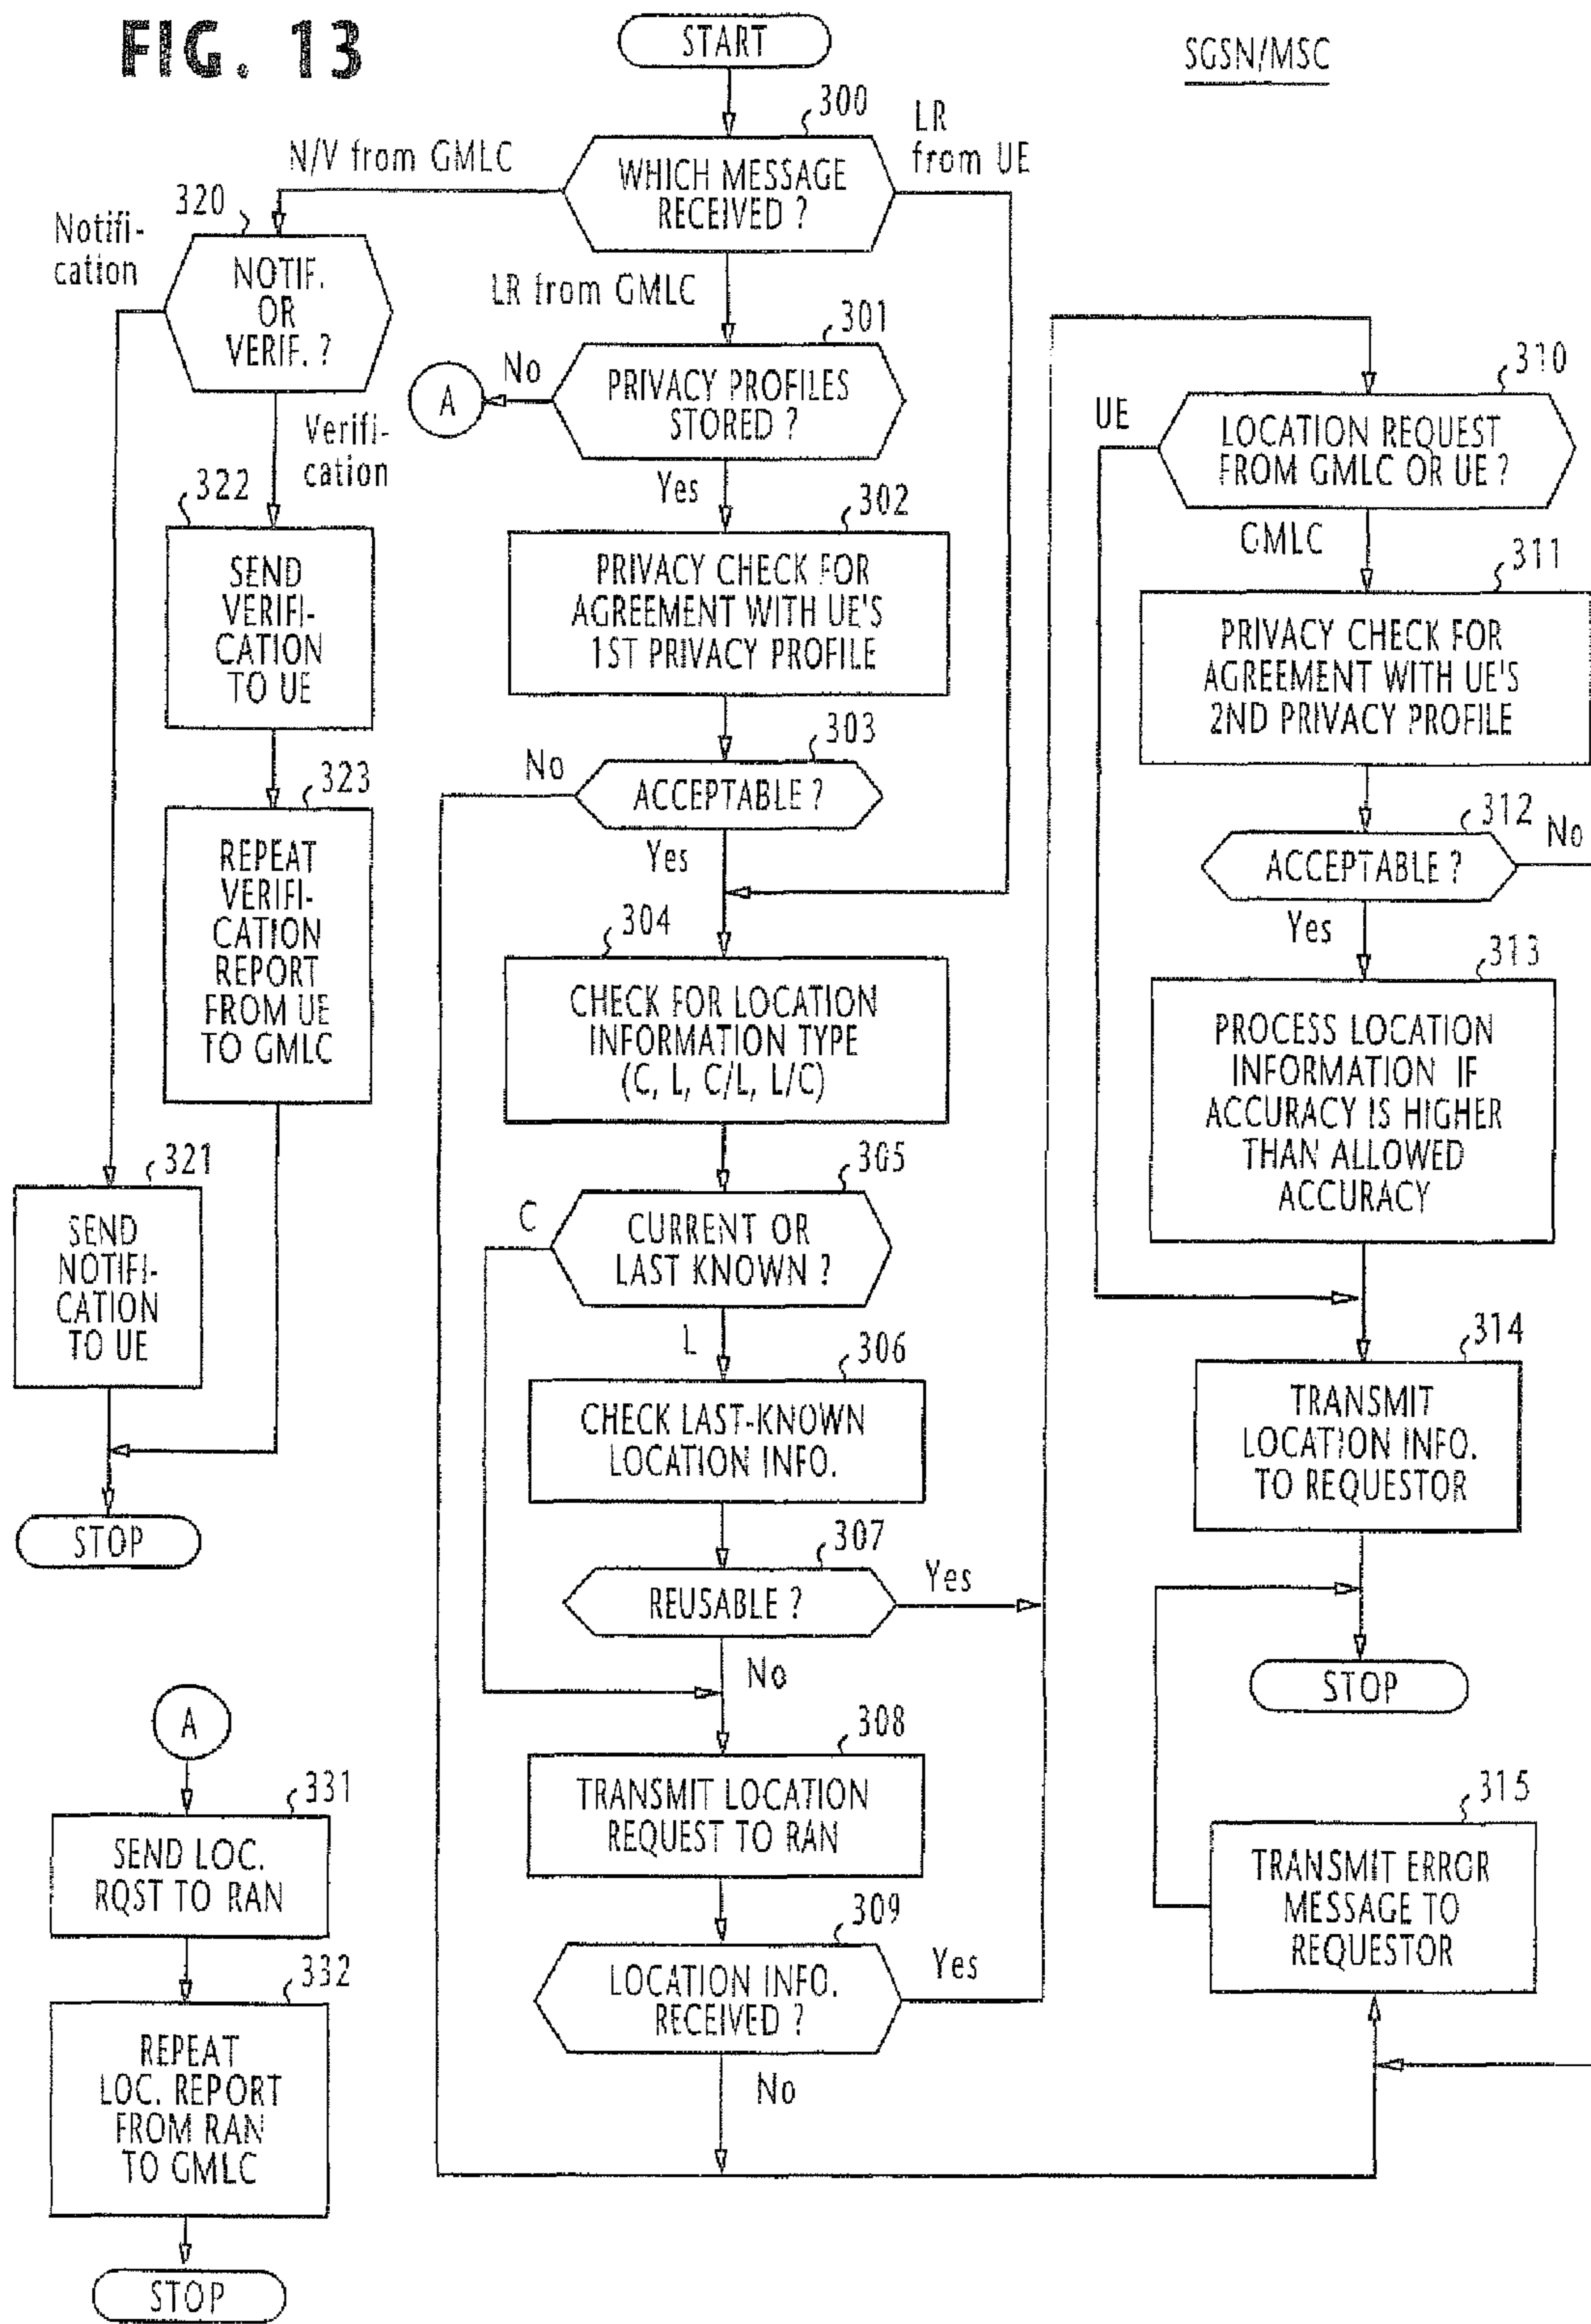 FIG. 13
START
SGSN/MSC
300
N/V from GMLC
LR
from UE
WHICH MESSAGE
RECEIVED ?
320
Notifi-
cation
NOTIF.
OR
VERIF. ?
LR from GMLC
301
A
No
PRIVACY PROFILES
STORED ?
Yes
Verifi-
cation
322
SEND
VERIFI-
CATION
TO UE
302
PRIVACY CHECK FOR
AGREEMENT WITH UE'S
1ST PRIVACY PROFILE
303
No
ACCEPTABLE ?
Yes
323
REPEAT
VERIFI-
CATION
REPORT
FROM UE
TO GMLC
304
CHECK FOR LOCATION
INFORMATION TYPE
(C, L, C/L, L/C)
321
SEND
NOTIFI-
CATION
TO UE
STOP
305
C
CURRENT OR
LAST KNOWN ?
L
306
CHECK LAST-KNOWN
LOCATION INFO.
307
REUSABLE ?
Yes
No
308
TRANSMIT LOCATION
REQUEST TO RAN
309
LOCATION INFO.
RECEIVED ?
Yes
No
310
UE
LOCATION REQUEST
FROM GMLC OR UE ?
GMLC
311
PRIVACY CHECK FOR
AGREEMENT WITH UE'S
2ND PRIVACY PROFILE
312
No
ACCEPTABLE ?
Yes
313
PROCESS LOCATION
INFORMATION IF
ACCURACY IS HIGHER
THAN ALLOWED
ACCURACY
314
TRANSMIT
LOCATION INFO.
TO REQUESTOR
STOP
315
TRANSMIT ERROR
MESSAGE TO
REQUESTOR
A
331
SEND LOC.
RQST TO RAN
332
REPEAT
LOC. REPORT
FROM RAN
TO GMLC
STOP